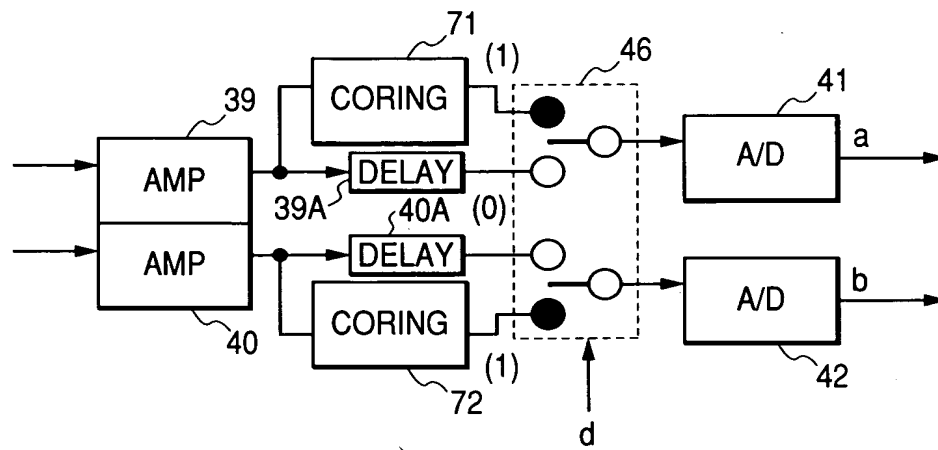 71
(1)
46
39
CORING
41
AMP
DELAY
A/D
a
39A
(0)
40A
AMP
DELAY
A/D
b
40
CORING
(1)
72
42
d